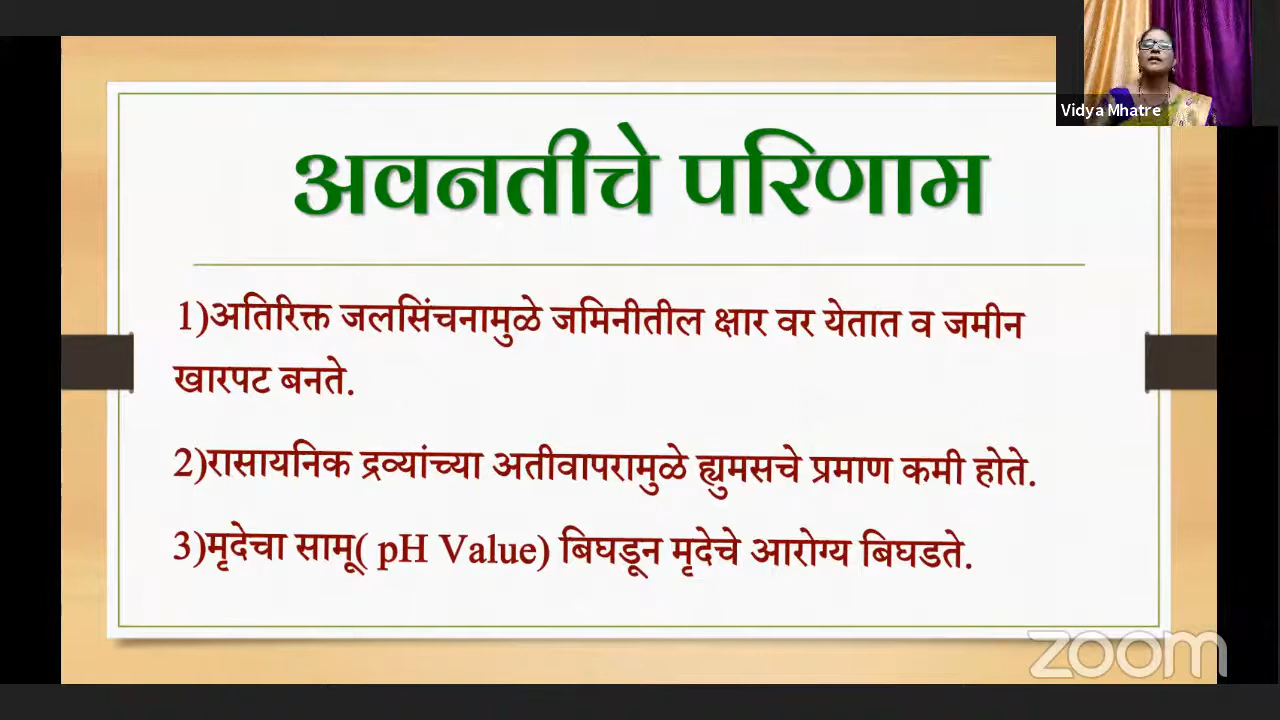 Vidya Mhatre
अवनतीचे परिणाम
1)अतिरिक्त जलसिंचनामुळे जमिनीतील क्षार वर येतात व जमीन
खारपट बनते.
2)रासायनिक द्रव्यांच्या अतीवापरामुळे ह्युमसचे प्रमाण कमी होते.
3)मृदेचा सामू( pH Value) बिघडून मृदेचे आरोग्य बिघडते.
zoom